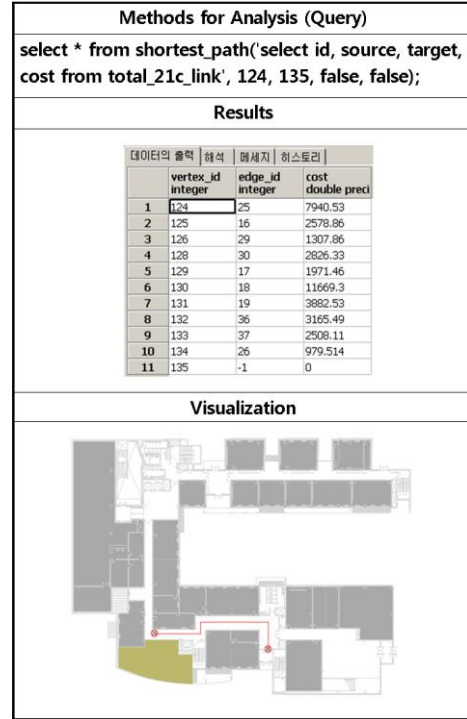 Methods for Analysis (Query)
select * from shortest_path('select id, source, target,
cost from total_21c_link', 124, 135, false, false);
Results
데이터의 출력 해석 메세지 히스토리
vertex_id edge_id cost
integer integer double preci
1 124 25 7940.53
2 125 16 2578.86
3 126 29 1307.86
4 128 30 2826.33
5 129 17 1971.46
6 130 18 11669.3
7 131 19 3882.53
8 132 36 3165.49
9 133 37 2508.11
10 134 26 979.514
11 135 -1 0
Visualization